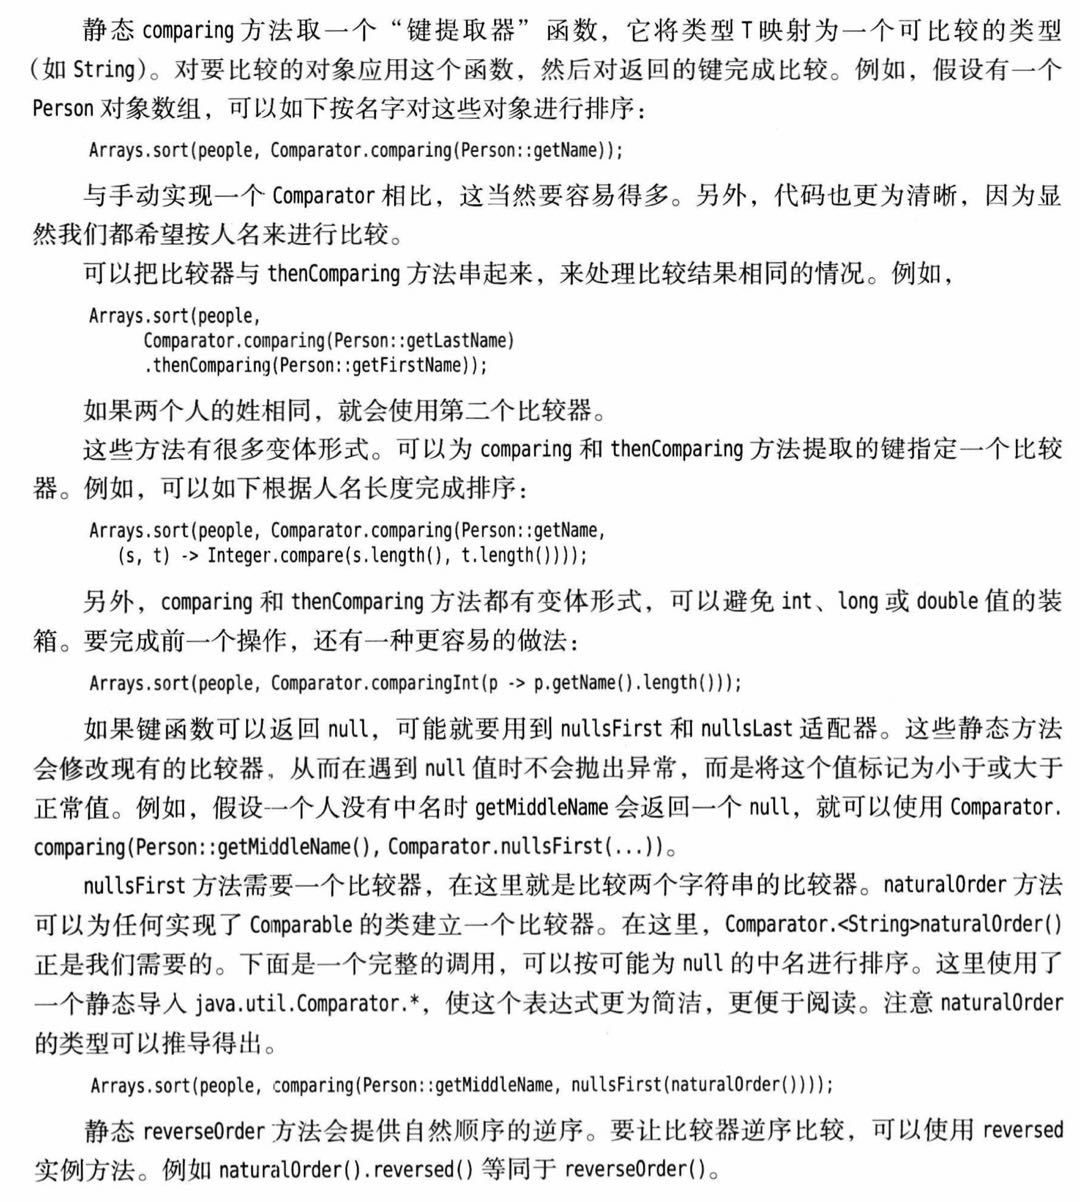 静态 comparing 方法取一个“键提取器”函数，它将类型 T 映射为一个可比较的类型
（如 String）。对要比较的对象应用这个函数，然后对返回的键完成比较。例如，假设有一个
Person 对象数组，可以如下按名字对这些对象进行排序：
Arrays.sort(people, Comparator.comparing(Person::getName));
与手动实现一个 Comparator 相比，这当然要容易得多。另外，代码也更为清晰，因为显
然我们都希望按人名来进行比较。
可以把比较器与 thenComparing 方法串起来，来处理比较结果相同的情况。例如，
Arrays.sort(people,
Comparator.comparing(Person::getLastName)
.thenComparing(Person::getFirstName));
如果两个人的姓相同，就会使用第二个比较器。
这些方法有很多变体形式。可以为 comparing 和 thenComparing 方法提取的键指定一个比较
器。例如，可以如下根据人名长度完成排序：
Arrays.sort(people, Comparator.comparing(Person::getName,
(s, t) -> Integer.compare(s.length(), t.length())));
另外，comparing 和 thenComparing 方法都有变体形式，可以避免 int、long 或 double 值的装
箱。要完成前一个操作，还有一种更容易的做法：
Arrays.sort(people, Comparator.comparingInt(p -> p.getName().length()));
如果键函数可以返回 null，可能就要用到 nullsFirst 和 nullsLast 适配器。这些静态方法
会修改现有的比较器，从而在遇到 null 值时不会抛出异常，而是将这个值标记为小于或大于
正常值。例如，假设一个人没有中名时 getMiddleName 会返回一个 null，就可以使用 Comparator.
comparing(Person::getMiddleName(), Comparator.nullsFirst(...))。
nullsFirst 方法需要一个比较器，在这里就是比较两个字符串的比较器。naturalOrder 方法
可以为任何实现了 Comparable 的类建立一个比较器。在这里，Comparator.<String>naturalOrder()
正是我们需要的。下面是一个完整的调用，可以按可能为 null 的中名进行排序。这里使用了
一个静态导入 java.util.Comparator.*，使这个表达式更为简洁，更便于阅读。注意 naturalOrder
的类型可以推导得出。
Arrays.sort(people, comparing(Person::getMiddleName, nullsFirst(naturalOrder())));
静态 reverseOrder 方法会提供自然顺序的逆序。要让比较器逆序比较，可以使用 reversed
实例方法。例如 naturalOrder().reversed() 等同于 reverseOrder()。